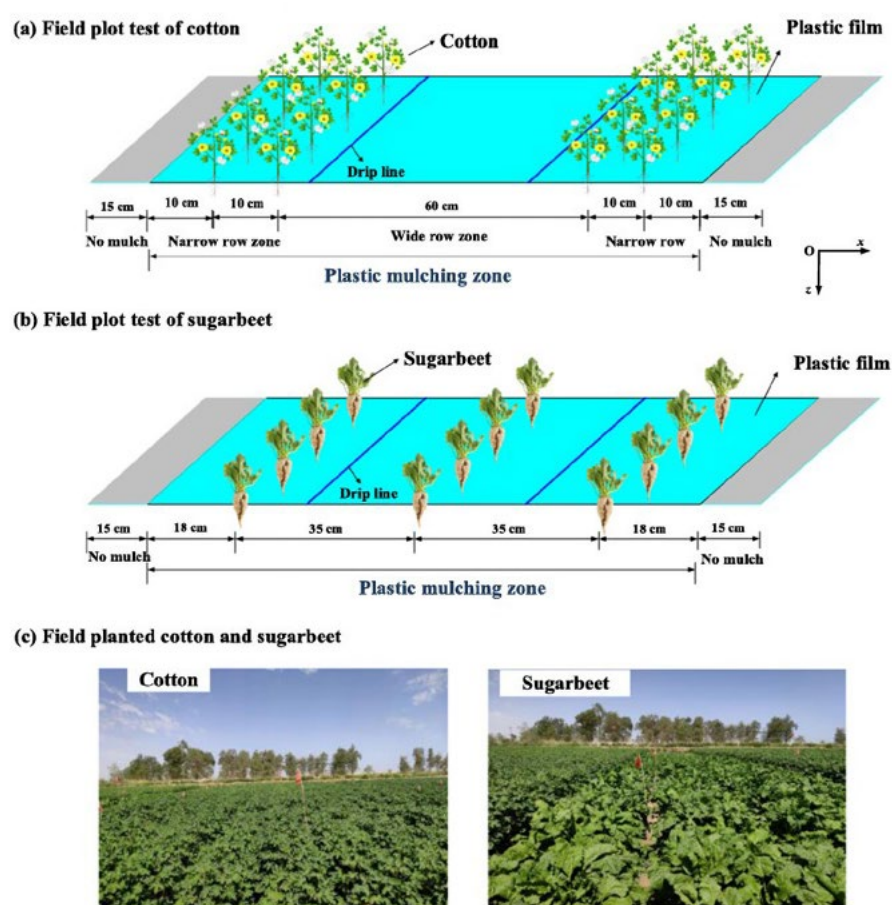 (a) Field plot test of cotton
Cotton
Plastic film
Drip line
15 cm 10 cm 10 cm 60 cm 10 cm 10 cm 15 cm
No mulch Narrow row zone Wide row zone Narrow row No mulch
Plastic mulching zone
O x
z
(b) Field plot test of sugarbeet
Sugarbeet
Plastic film
Drip line
15 cm 18 cm 35 cm 35 cm 18 cm 15 cm
No mulch No mulch
Plastic mulching zone
(c) Field planted cotton and sugarbeet
Cotton Sugarbeet